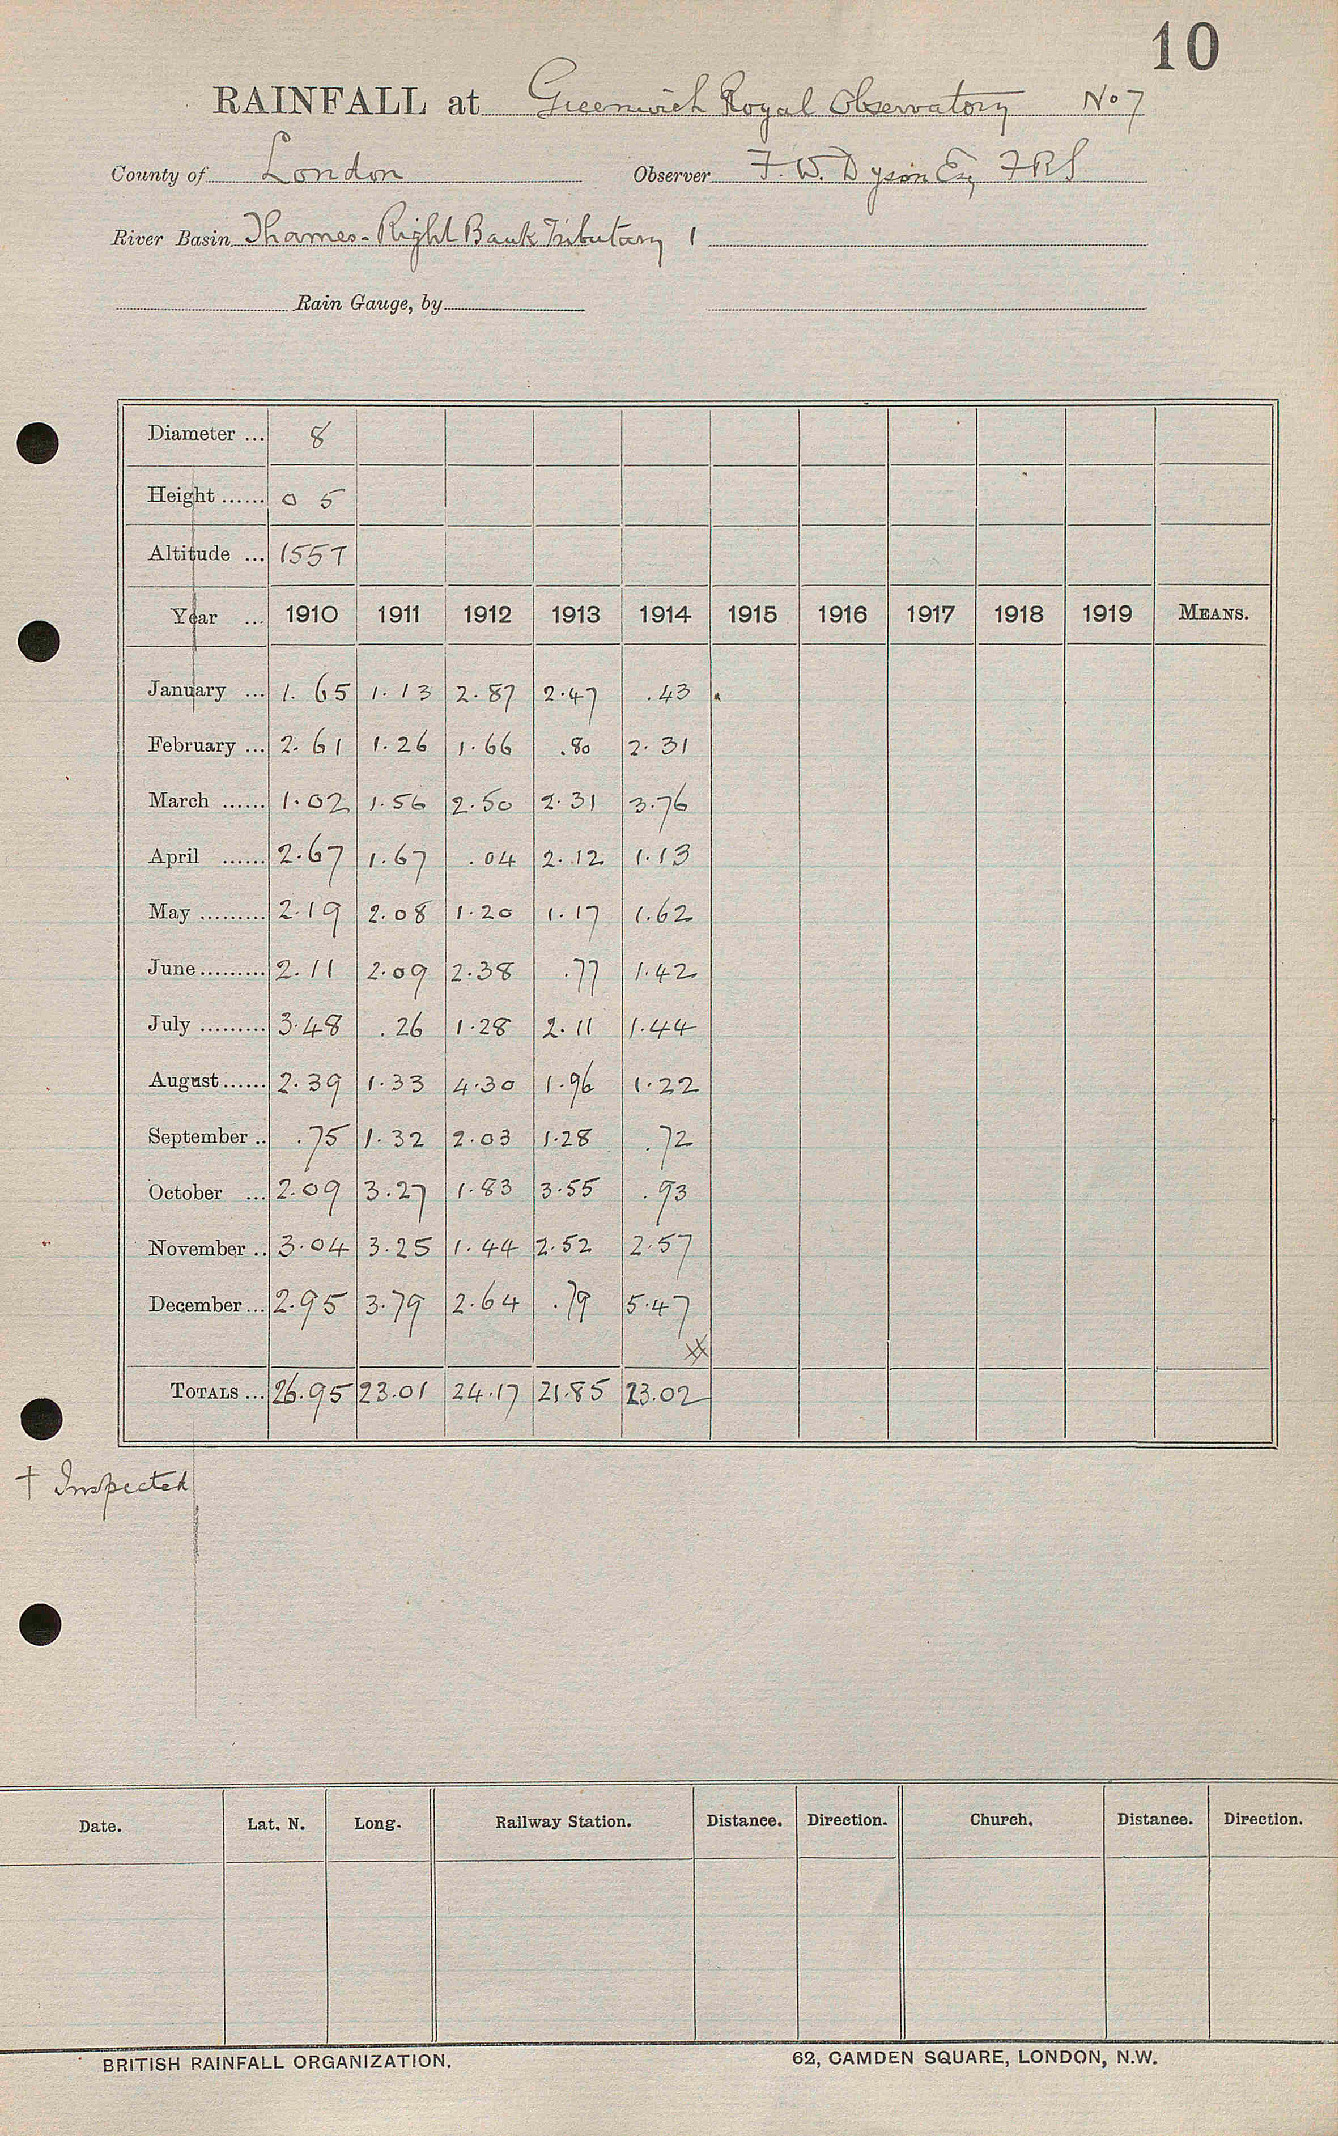 10
RAINFALL at Greenwich Royal Observatory No 7
County of London Observer F. W. Dyson Esq FRS
River Basin Thames - Right Bank Tributary 1
Rain Gauge, by
Diameter ... 8
Height ...... 0 5
Altitude ... 155T
Year ... 1910 1911 1912 1913 1914 1915 1916 1917 1918 1919 MEANS.
January ... 1.65 1.13 2.87 2.47 .43
February ... 2.61 1.26 1.66 .80 2.31
March ...... 1.02 1.56 2.50 2.31 3.76
April ...... 2.67 1.67 .04 2.12 1.13
May ......... 2.19 2.08 1.20 1.17 1.62
June ......... 2.11 2.09 2.38 .77 1.42
July ......... 3.48 .26 1.28 2.11 1.44
August ...... 2.39 1.33 4.30 1.96 1.22
September .. .75 1.32 2.03 1.28 .72
October ... 2.09 3.27 1.83 3.55 .93
November .. 3.04 3.25 1.44 2.52 2.57
December ... 2.95 3.79 2.64 .79 5.47
TOTALS ... 26.95 23.01 24.17 21.85 23.02
† Inspected
Date. Lat. N. Long. Railway Station. Distance. Direction. Church. Distance. Direction.
BRITISH RAINFALL ORGANIZATION. 62, CAMDEN SQUARE, LONDON, N.W.